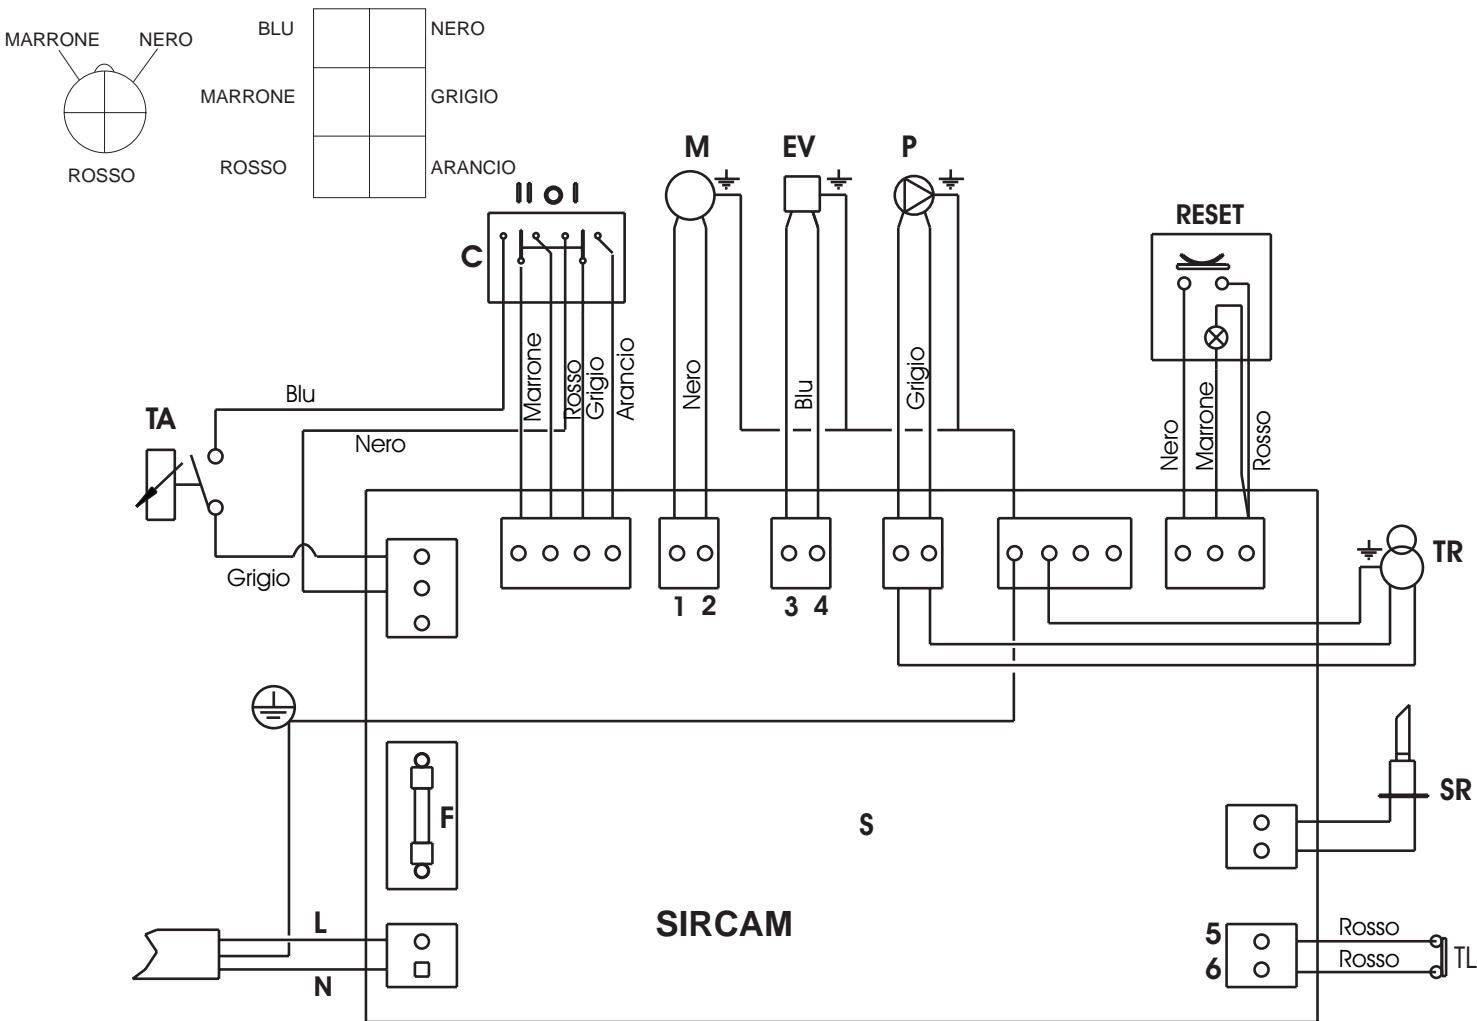 BLU
NERO
MARRONE
NERO
MARRONE
GRIGIO
ROSSO
ARANCIO
ROSSO
II O I
M
EV
P
RESET
C
Marrone
Rosso
Grigio
Arancio
Nero
Blu
Grigio
Nero
Marrone
Rosso
Blu
TA
Nero
Grigio
TR
1 2
3 4
SR
F
S
SIRCAM
L
N
5
Rosso
6
Rosso
TL